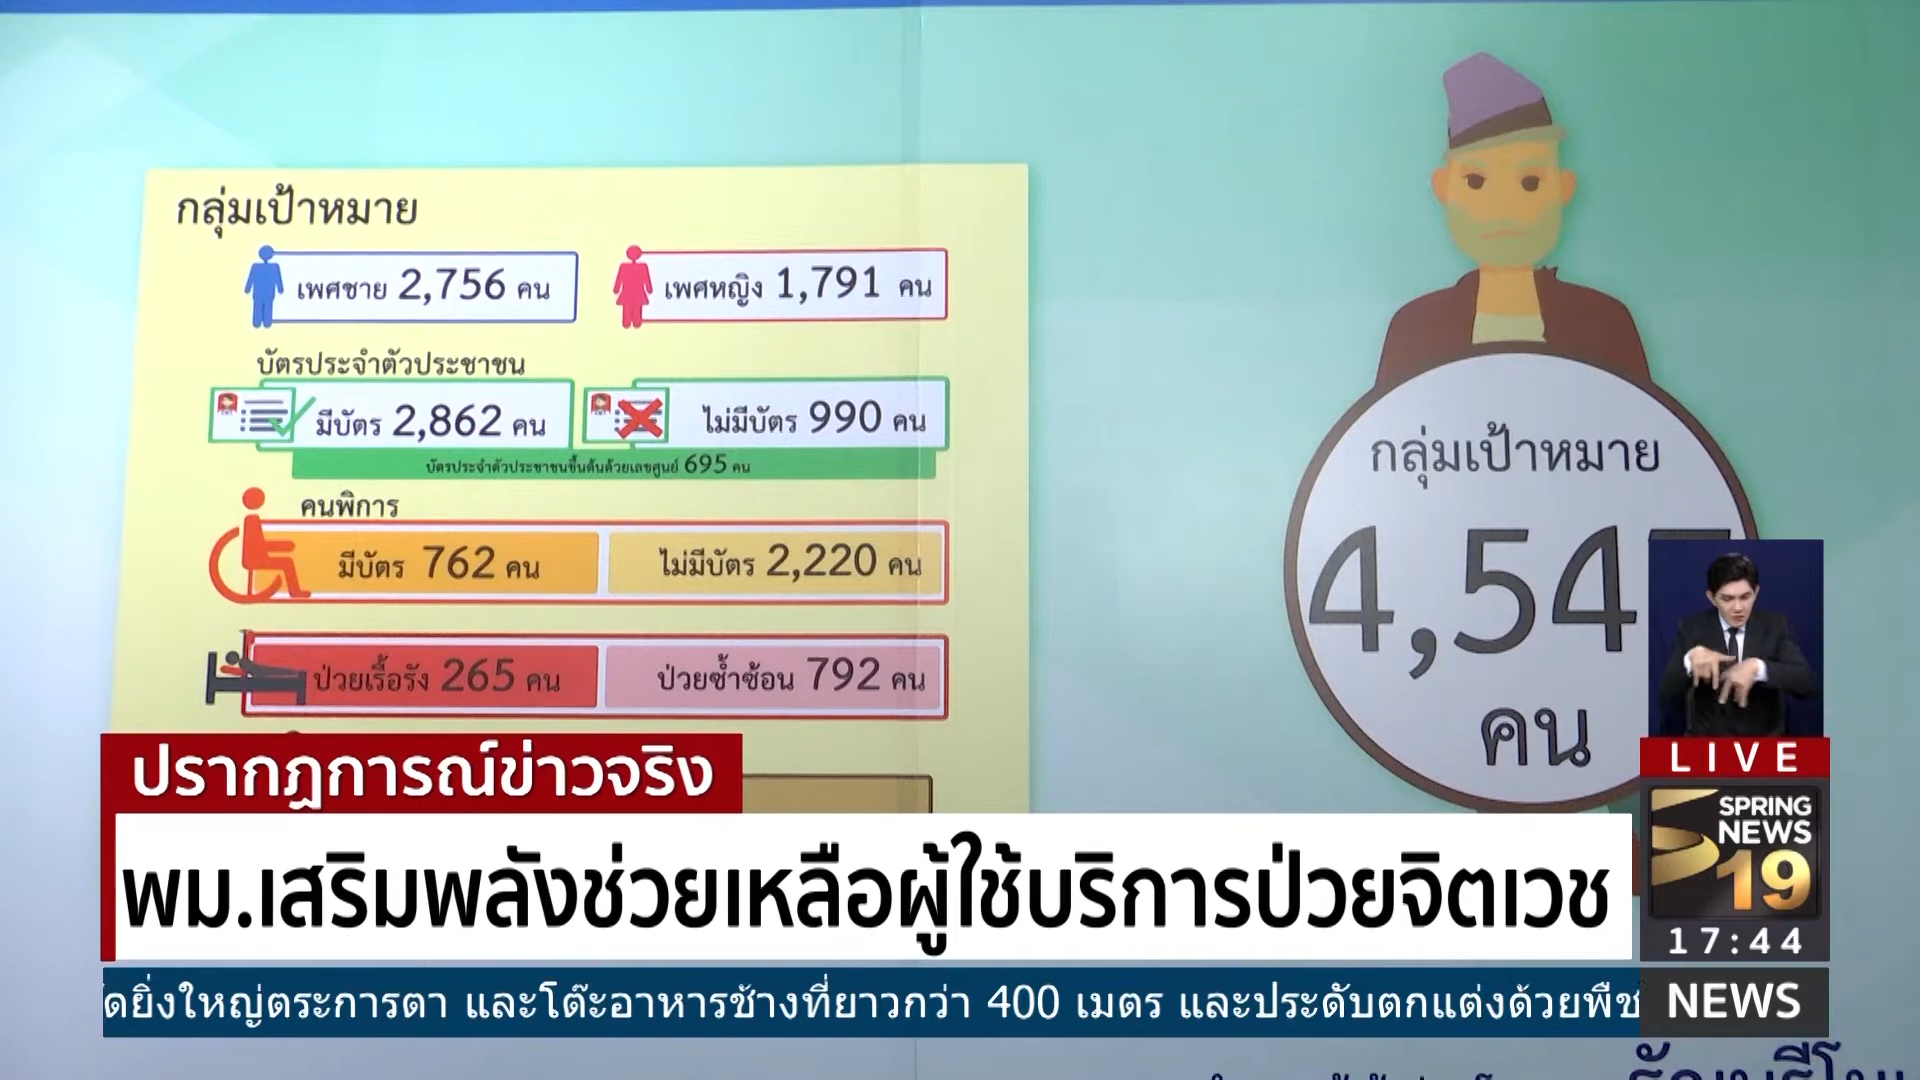 กลุ่มเป้าหมาย
เพศชาย 2,756 คน
เพศหญิง 1,791 คน
บัตรประจำตัวประชาชน
มีบัตร 2,862 คน
ไม่มีบัตร 990 คน
บัตรประจำตัวประชาชนขึ้นต้นด้วยเลขศูนย์ 695 คน
คนพิการ
มีบัตร 762 คน
ไม่มีบัตร 2,220 คน
ป่วยเรื้อรัง 265 คน
ป่วยซ้ำซ้อน 792 คน
กลุ่มเป้าหมาย
4,547
คน
ปรากฏการณ์ข่าวจริง
พม.เสริมพลังช่วยเหลือผู้ใช้บริการป่วยจิตเวช
LIVE
SPRING
NEWS
19
17:44
NEWS
ยิ่งใหญ่ตระการตา และโต๊ะอาหารช้างที่ยาวกว่า 400 เมตร และประดับตกแต่งด้วยพืช